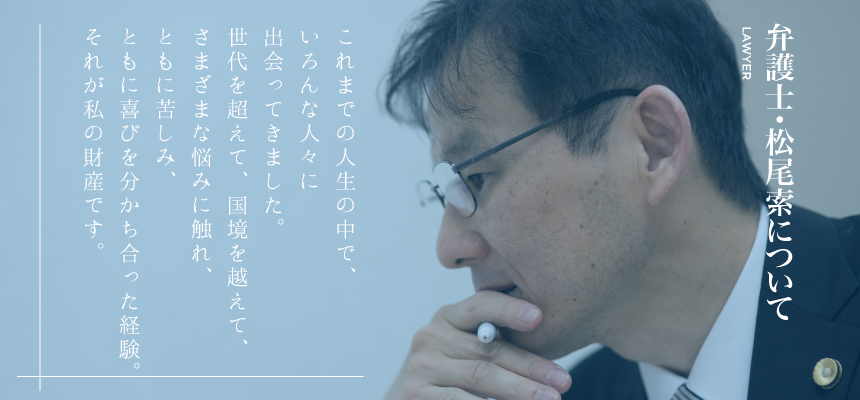 弁護士・松尾索について
LAWYER
これまでの人生の中で、
いろんな人々に
出会ってきました。
世代を超えて、国境を越えて、
さまざまな悩みに触れ、
ともに苦しみ、
ともに喜びを分かち合った経験。
それが私の財産です。